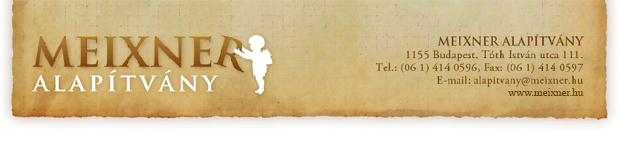 MEIXNER
ALAPÍTVÁNY
MEIXNER ALAPÍTVÁNY
1155 Budapest, Tóth István utca 111.
Tel.: (06 1) 414 0596, Fax: (06 1) 414 0597
E-mail: alapitvany@meixner.hu
www.meixner.hu